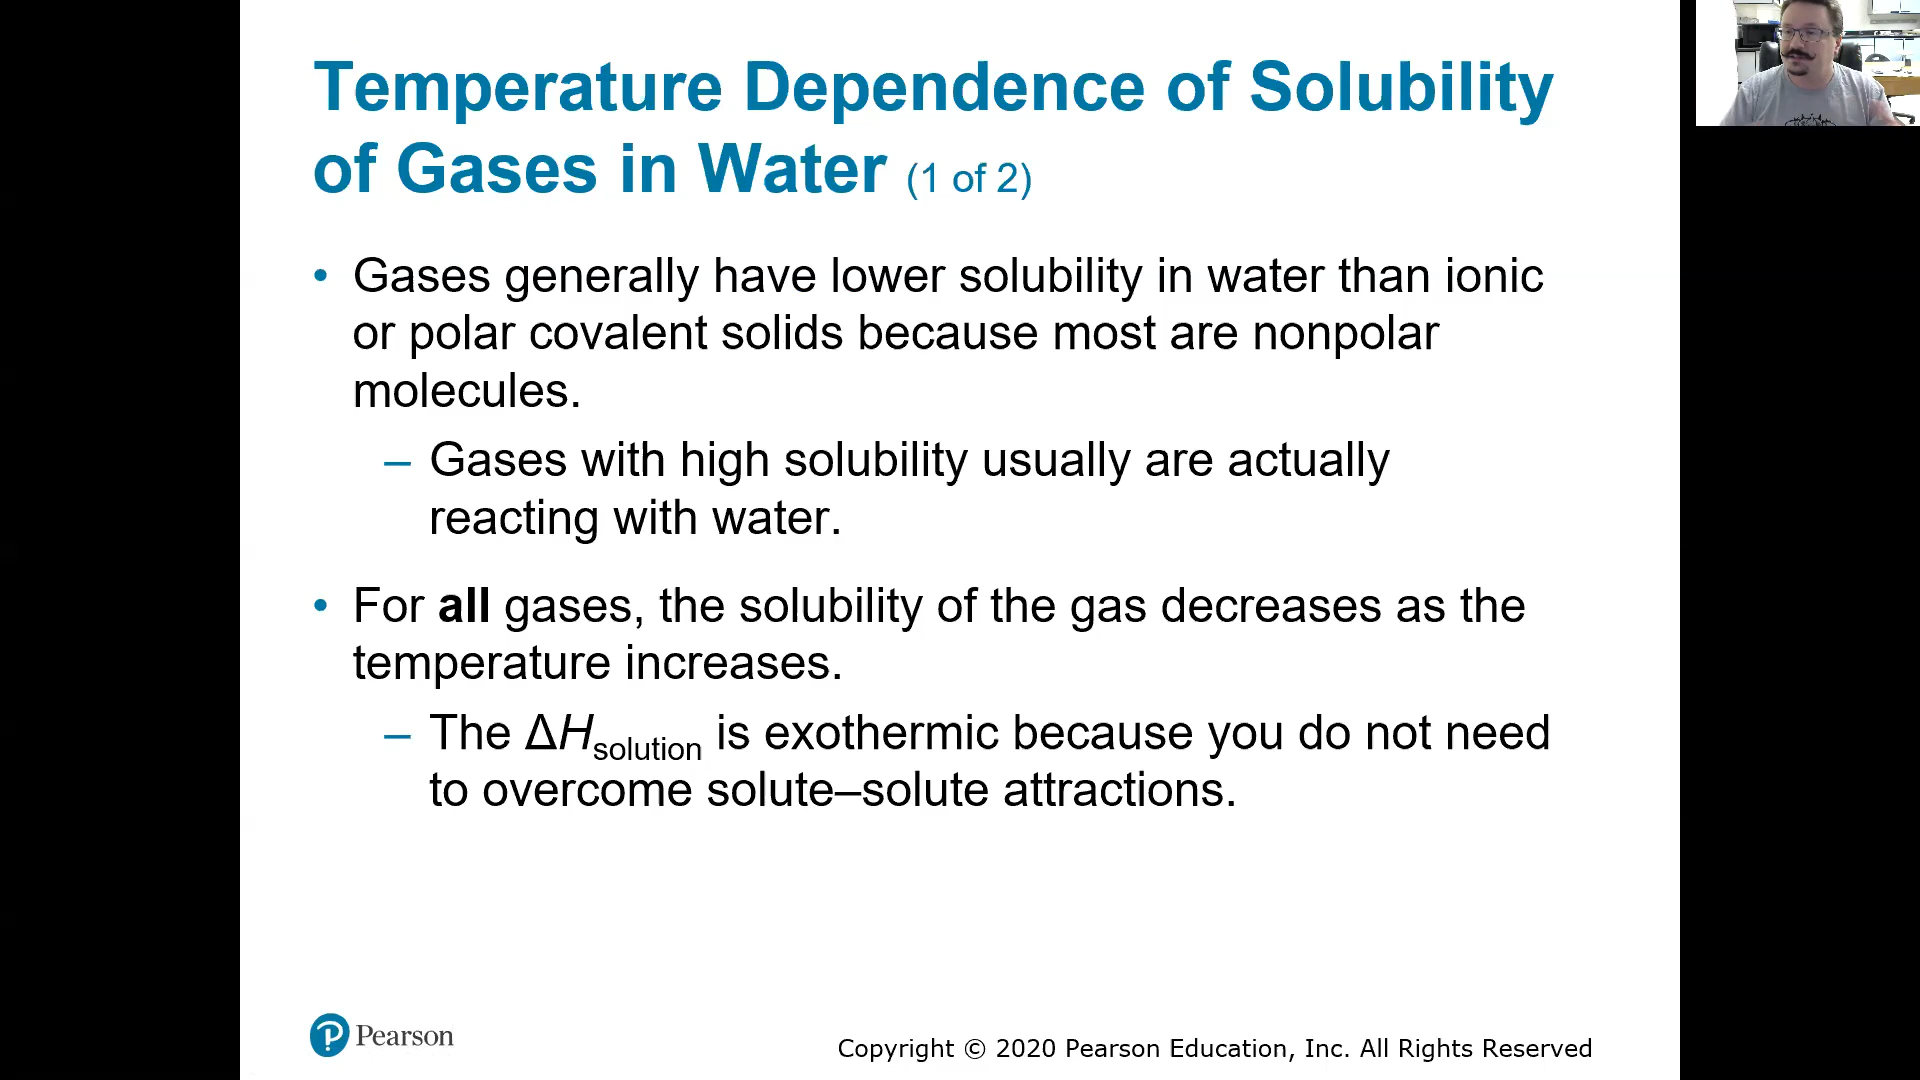 Temperature Dependence of Solubility
of Gases in Water (1 of 2)
• Gases generally have lower solubility in water than ionic
or polar covalent solids because most are nonpolar
molecules.
– Gases with high solubility usually are actually
reacting with water.
• For all gases, the solubility of the gas decreases as the
temperature increases.
– The ΔHsolution is exothermic because you do not need
to overcome solute–solute attractions.
Pearson
Copyright © 2020 Pearson Education, Inc. All Rights Reserved